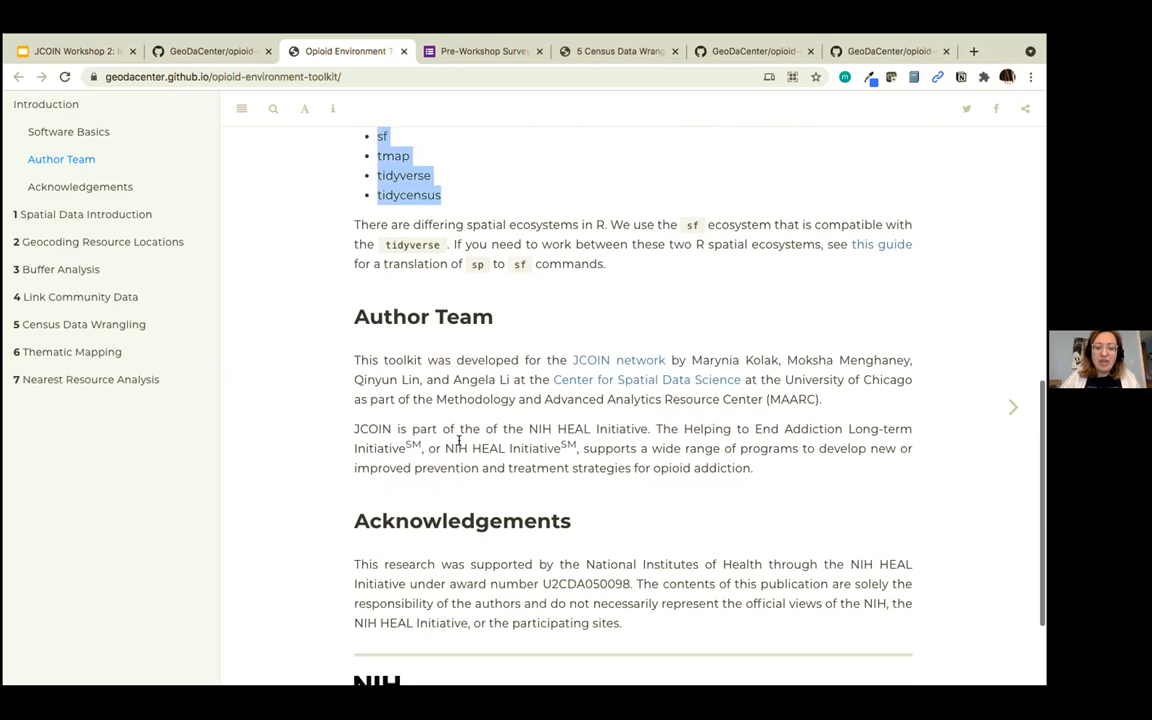 JCOIN Workshop 2: I
GeoDaCenter/opioid-
Opioid Environment T
Pre-Workshop Surve
5 Census Data Wrang
GeoDaCenter/opioid-
GeoDaCenter/opioid-
geodacenter.github.io/opioid-environment-toolkit/
Introduction
Software Basics
Author Team
Acknowledgements
1 Spatial Data Introduction
2 Geocoding Resource Locations
3 Buffer Analysis
4 Link Community Data
5 Census Data Wrangling
6 Thematic Mapping
7 Nearest Resource Analysis
• sf
• tmap
• tidyverse
• tidycensus
There are differing spatial ecosystems in R. We use the sf ecosystem that is compatible with
the tidyverse . If you need to work between these two R spatial ecosystems, see this guide
for a translation of sp to sf commands.
Author Team
This toolkit was developed for the JCOIN network by Marynia Kolak, Moksha Menghaney,
Qinyun Lin, and Angela Li at the Center for Spatial Data Science at the University of Chicago
as part of the Methodology and Advanced Analytics Resource Center (MAARC).
JCOIN is part of the of the NIH HEAL Initiative. The Helping to End Addiction Long-term
InitiativeSM, or NIH HEAL InitiativeSM, supports a wide range of programs to develop new or
improved prevention and treatment strategies for opioid addiction.
Acknowledgements
This research was supported by the National Institutes of Health through the NIH HEAL
Initiative under award number U2CDA050098. The contents of this publication are solely the
responsibility of the authors and do not necessarily represent the official views of the NIH, the
NIH HEAL Initiative, or the participating sites.
NIH